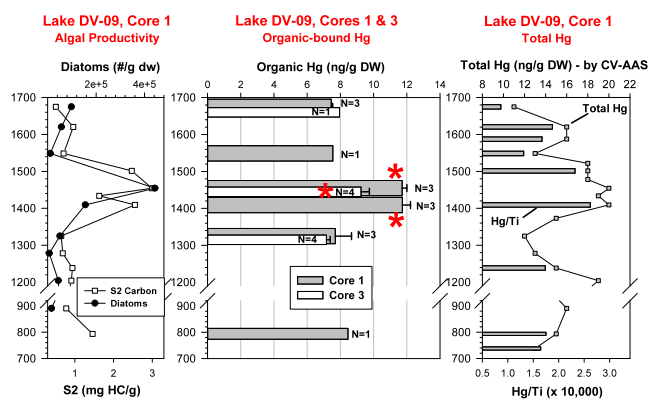 Lake DV-09, Core 1
Algal Productivity
Diatoms (#/g dw)
2e+5 4e+5
1700
1600
1500
1400
1300
1200
900
800
700
S2 Carbon
Diatoms
1 2 3
S2 (mg HC/g)
Lake DV-09, Cores 1 & 3
Organic-bound Hg
Organic Hg (ng/g DW)
0 2 4 6 8 10 12 14
1700
1600
1500
1400
1300
1200
900
800
700
N=3
N=1
N=1
*
* N=4 N=3
N=3
*
N=3
N=4
Core 1
Core 3
N=1
Lake DV-09, Core 1
Total Hg
Total Hg (ng/g DW) - by CV-AAS
8 10 12 14 16 18 20 22
1700
1600
1500
1400
1300
1200
900
800
700
Total Hg
Hg/Ti
0.5 1.0 1.5 2.0 2.5 3.0
Hg/Ti (x 10,000)